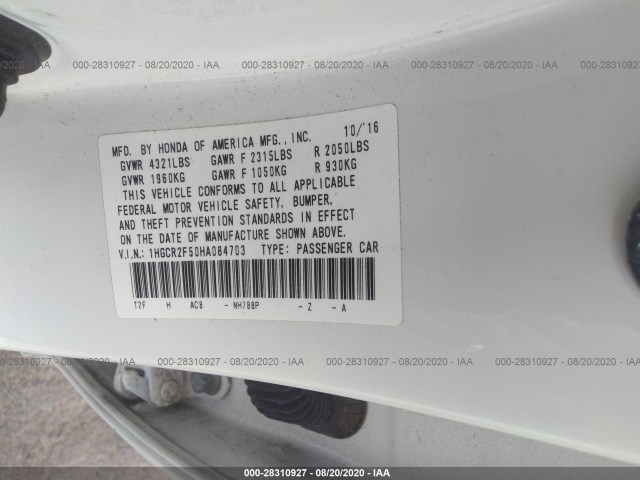 000-28310927 - 08/20/2020 - IAA 000-28310927 - 08/20/2020 - IAA 000-28310927 - 08/20/2020 - IAA
MFD. BY HONDA OF AMERICA MFG., INC. 10/'16
GVWR 4321LBS GAWR F 2315LBS R 2050LBS
GVWR 1960KG GAWR F 1050KG R 930KG
THIS VEHICLE CONFORMS TO ALL APPLICABLE
FEDERAL MOTOR VEHICLE SAFETY, BUMPER,
AND THEFT PREVENTION STANDARDS IN EFFECT
ON THE DATE OF MANUFACTURE SHOWN ABOVE.
V.I.N.: 1HGCR2F50HA084703 TYPE: PASSENGER CAR
T2F H AC8 - NH788P - Z - A
000-28310927 - 08/20/2020 - IAA 000-28310927 - 08/20/2020 - IAA 000-28310927 - 08/20/2020 - IAA
000-28310927 - 08/20/2020 - IAA